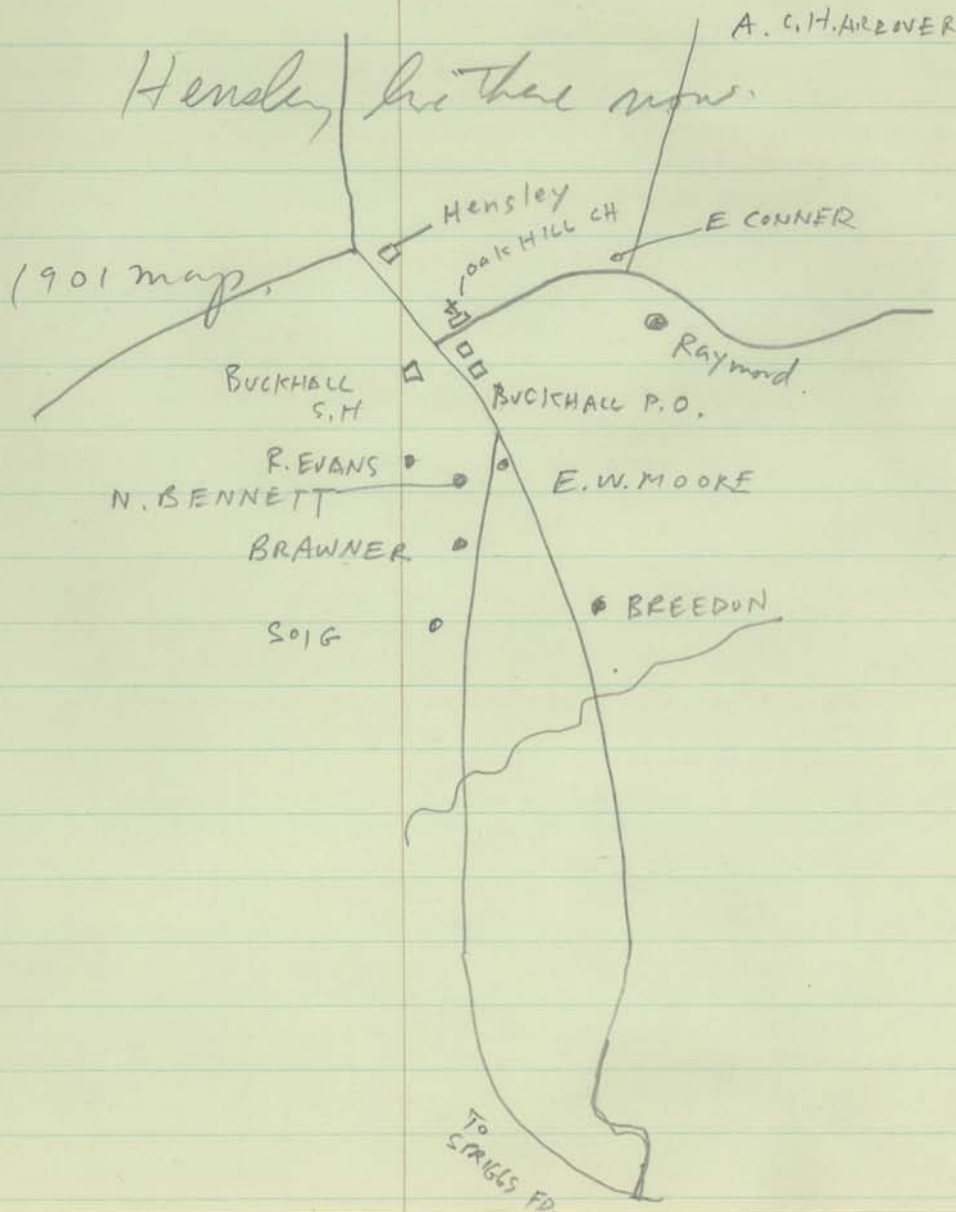 A. C. HARLOVER
Hensley live there now.
Hensley
OAK HILL CH
E CONNER
1901 map.
Raymond.
BUCKHALL
S.H
BUCKHALL P.O.
R. EVANS
N. BENNETT
E.W. MOORE
BRAWNER
BREEDON
SOIG
TO
SPRIGGS FD